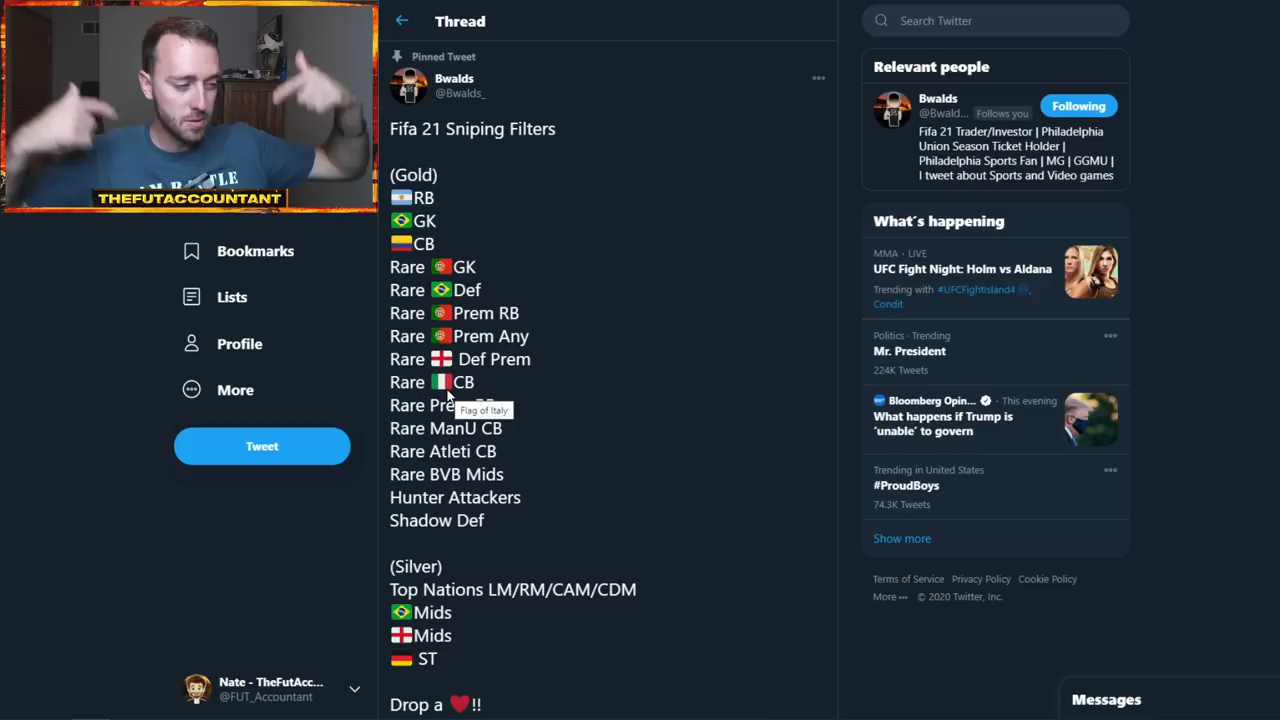 Thread
Search Twitter
Pinned Tweet
Bwalds
@Bwalds_
Fifa 21 Sniping Filters
(Gold)
🇦🇷RB
🇧🇷GK
🇨🇴CB
Rare 🇵🇹GK
Rare 🇧🇷Def
Rare 🇵🇹Prem RB
Rare 🇵🇹Prem Any
Rare 🏴󠁧󠁢󠁥󠁮󠁧󠁿 Def Prem
Rare 🇮🇹CB
Flag of Italy
Rare
Rare ManU CB
Rare Atleti CB
Rare BVB Mids
Hunter Attackers
Shadow Def
(Silver)
Top Nations LM/RM/CAM/CDM
🇧🇷Mids
🏴󠁧󠁢󠁥󠁮󠁧󠁿Mids
🇩🇪 ST
Drop a ❤️!!
THEFUTACCOUNTANT
Bookmarks
Lists
Profile
More
Tweet
Nate - TheFutAcc...
@FUT_Accountant
Relevant people
Bwalds
@Bwald... Follows you
Following
Fifa 21 Trader/Investor | Philadelphia
Union Season Ticket Holder |
Philadelphia Sports Fan | MG | GGMU |
I tweet about Sports and Video games
What's happening
MMA · LIVE
UFC Fight Night: Holm vs Aldana
Trending with #UFCFightIsland4 ,
Condit
Politics · Trending
Mr. President
224K Tweets
Bloomberg Opin... · This evening
What happens if Trump is
'unable' to govern
Trending in United States
#ProudBoys
74.3K Tweets
Show more
Terms of Service Privacy Policy Cookie Policy
More ••• © 2020 Twitter, Inc.
Messages